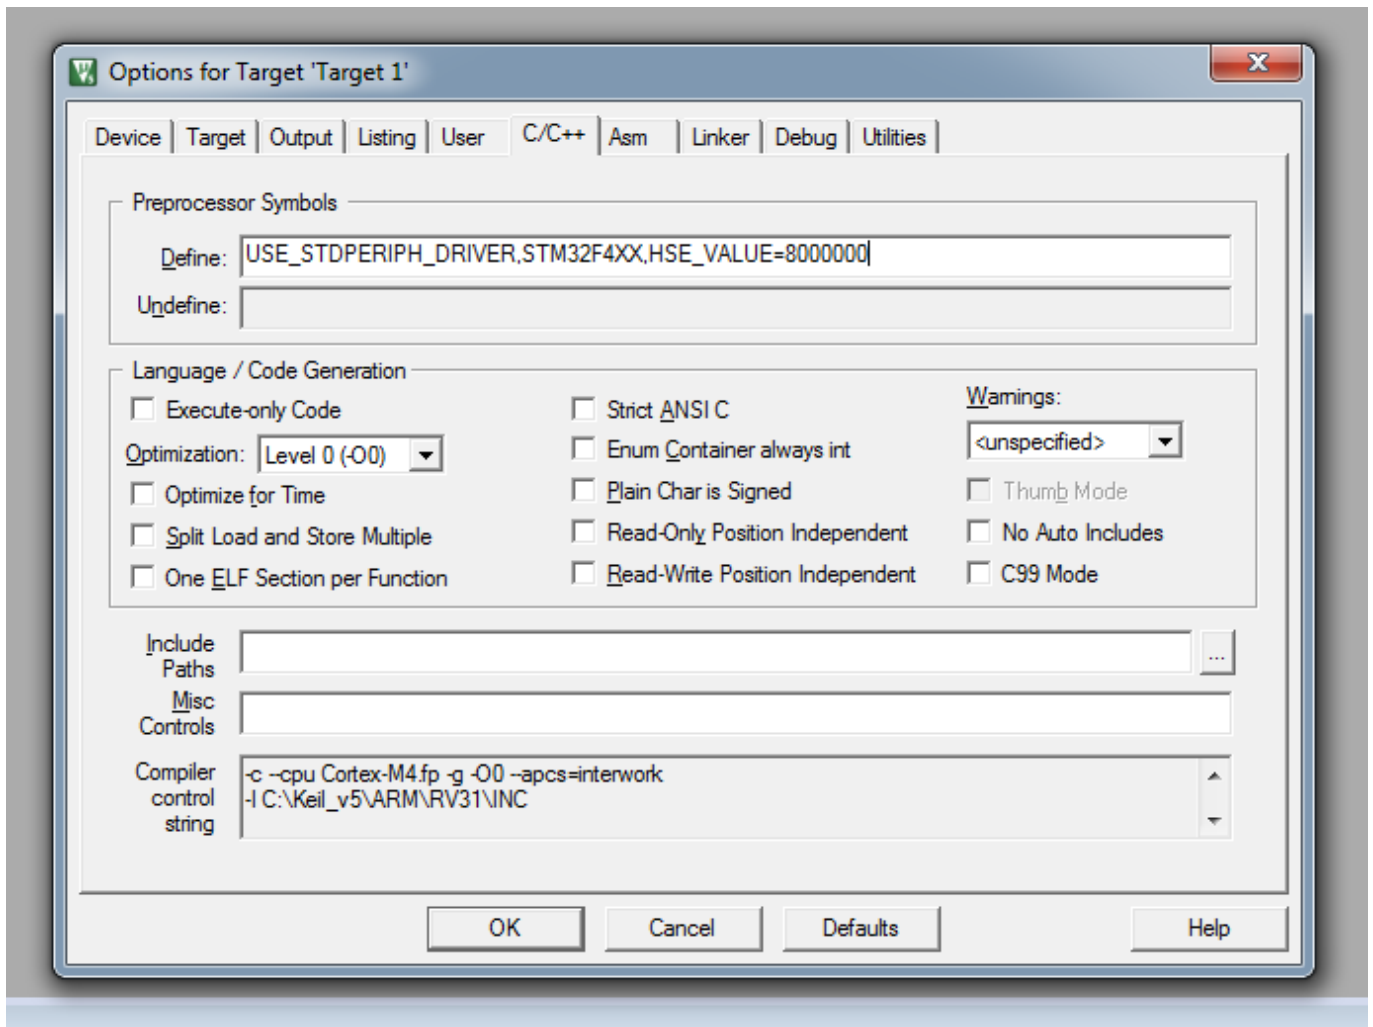 Options for Target 'Target 1'
Device Target Output Listing User C/C++ Asm Linker Debug Utilities
Preprocessor Symbols
Define: USE_STDPERIPH_DRIVER,STM32F4XX,HSE_VALUE=8000000
Undefine:
Language / Code Generation
Execute-only Code
Optimization: Level 0 (-O0)
Optimize for Time
Split Load and Store Multiple
One ELF Section per Function
Strict ANSI C
Enum Container always int
Plain Char is Signed
Read-Only Position Independent
Read-Write Position Independent
Warnings:
<unspecified>
Thumb Mode
No Auto Includes
C99 Mode
Include
Paths
...
Misc
Controls
Compiler
control
string
-c --cpu Cortex-M4.fp -g -O0 --apcs=interwork
-I C:\Keil_v5\ARM\RV31\INC
OK Cancel Defaults Help